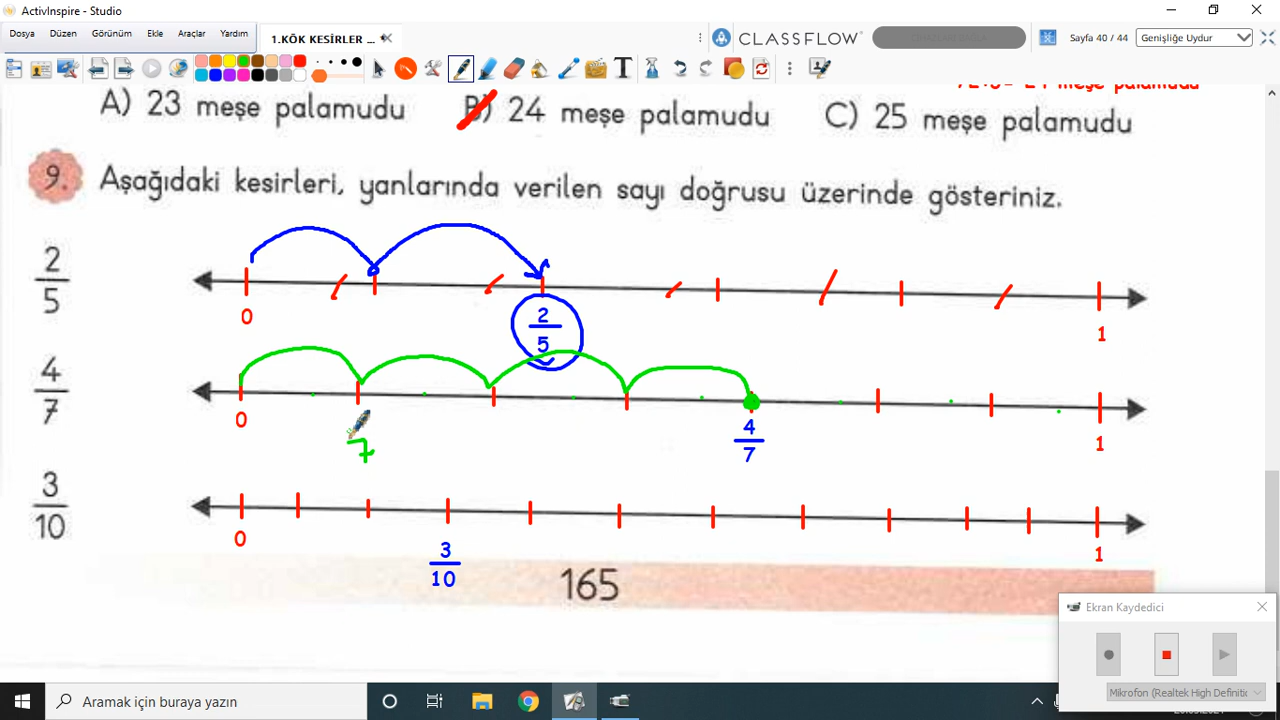 ActivInspire - Studio
Dosya Düzen Görünüm Ekle Araçlar Yardım
1.KÖK KESİRLER ...
CLASSFLOW
Sayfa 40 / 44
Genişliğe Uydur
A) 23 meşe palamudu B) 24 meşe palamudu C) 25 meşe palamudu
9. Aşağıdaki kesirleri, yanlarında verilen sayı doğrusu üzerinde gösteriniz.
2/5
0 2/5 1
4/7
0 7 4/7 1
3/10
0 3/10 1
165
Ekran Kaydedici
Mikrofon (Realtek High Definitic
Aramak için buraya yazın